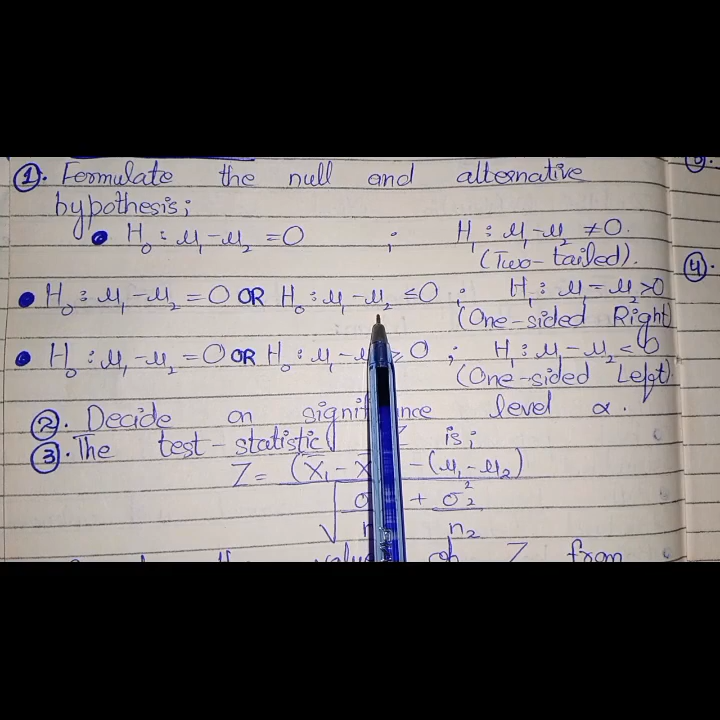 ①. Formulate the null and alternative
hypothesis;
• H₀ : μ₁ - μ₂ = 0 ; H₁ : μ₁ - μ₂ ≠ 0.
(Two-tailed).
• H₀ : μ₁ - μ₂ = 0 OR H₀ : μ₁ - μ₂ ≤ 0 ; H₁ : μ₁ - μ₂ > 0
(One-sided Right)
• H₀ : μ₁ - μ₂ = 0 OR H₀ : μ₁ - μ ≥ 0 ; H₁ : μ₁ - μ₂ < 0
(One-sided Left).
②. Decide on level α.
③. The test-statistic Z is;
Z = (X̄₁ - X - (μ₁ - μ₂)
σ + σ₂²
n n₂
of Z from
④.